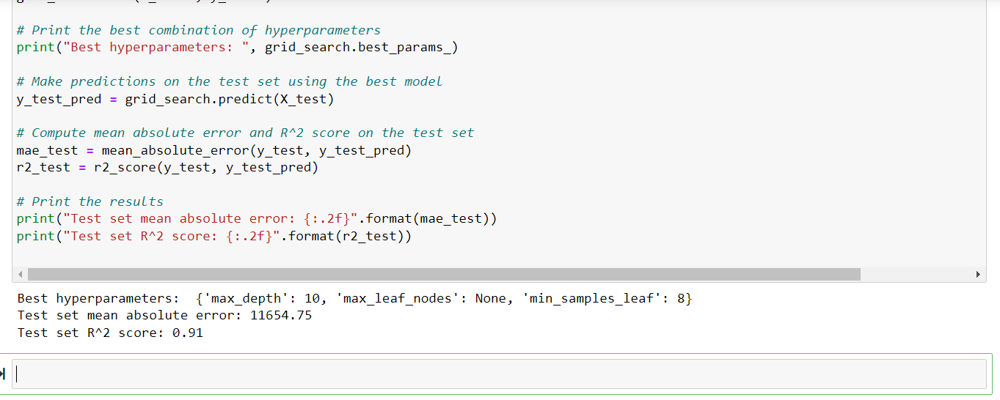 # Print the best combination of hyperparameters
print("Best hyperparameters: ", grid_search.best_params_)
# Make predictions on the test set using the best model
y_test_pred = grid_search.predict(X_test)
# Compute mean absolute error and R^2 score on the test set
mae_test = mean_absolute_error(y_test, y_test_pred)
r2_test = r2_score(y_test, y_test_pred)
# Print the results
print("Test set mean absolute error: {:.2f}".format(mae_test))
print("Test set R^2 score: {:.2f}".format(r2_test))
Best hyperparameters:  {'max_depth': 10, 'max_leaf_nodes': None, 'min_samples_leaf': 8}
Test set mean absolute error: 11654.75
Test set R^2 score: 0.91